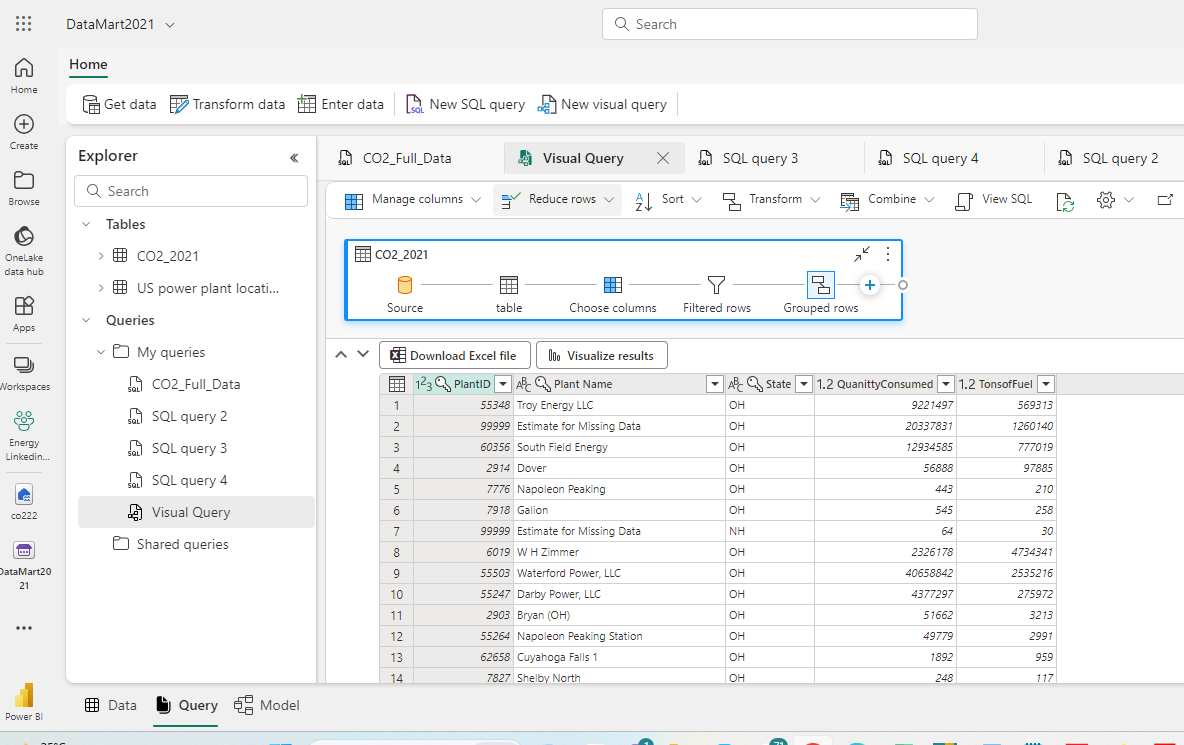 DataMart2021
Search
Home
Create
Browse
OneLake
data hub
Apps
Workspaces
Energy
Linkedin...
co222
DataMart20
21
Power BI
Home
Get data
Transform data
Enter data
New SQL query
New visual query
Explorer
Search
Tables
CO2_2021
US power plant locati...
Queries
My queries
CO2_Full_Data
SQL query 2
SQL query 3
SQL query 4
Visual Query
Shared queries
CO2_Full_Data
Visual Query
SQL query 3
SQL query 4
SQL query 2
Manage columns
Reduce rows
Sort
Transform
Combine
View SQL
CO2_2021
Source
table
Choose columns
Filtered rows
Grouped rows
Download Excel file
Visualize results
PlantID Plant Name State 1.2 QuanittyConsumed 1.2 TonsofFuel
1 55348 Troy Energy LLC OH 9221497 569313
2 99999 Estimate for Missing Data OH 20337831 1260140
3 60356 South Field Energy OH 12934585 777019
4 2914 Dover OH 56888 97885
5 7776 Napoleon Peaking OH 443 210
6 7918 Galion OH 545 258
7 99999 Estimate for Missing Data NH 64 30
8 6019 W H Zimmer OH 2326178 4734341
9 55503 Waterford Power, LLC OH 40658842 2535216
10 55247 Darby Power, LLC OH 4377297 275972
11 2903 Bryan (OH) OH 51662 3213
12 55264 Napoleon Peaking Station OH 49779 2991
13 62658 Cuyahoga Falls 1 OH 1892 959
14 7827 Shelby North OH 248 117
Data
Query
Model